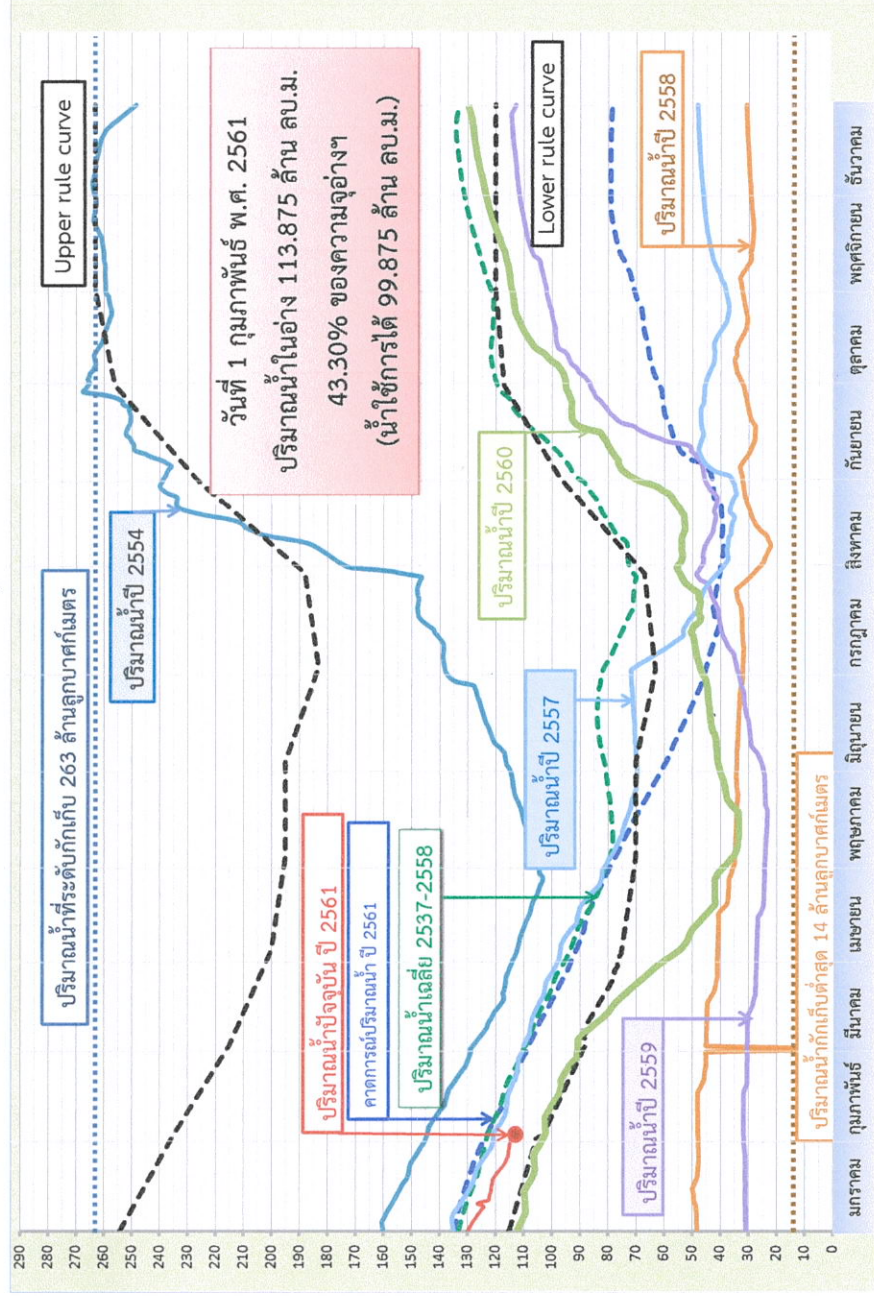 290
280
270
260
250
240
230
220
210
200
190
180
170
160
150
140
130
120
110
100
90
80
70
60
50
40
30
20
10
0
ปริมาณน้ำที่ระดับกักเก็บ 263 ล้านลูกบาศก์เมตร
Upper rule curve
ปริมาณน้ำปี 2554
วันที่ 1 กุมภาพันธ์ พ.ศ. 2561
ปริมาณน้ำในอ่าง 113.875 ล้าน ลบ.ม.
43.30% ของความจุอ่างฯ
(น้ำใช้การได้ 99.875 ล้าน ลบ.ม.)
ปริมาณน้ำปัจจุบัน ปี 2561
คาดการณ์ปริมาณน้ำ ปี 2561
ปริมาณน้ำเฉลี่ย 2537-2558
ปริมาณน้ำปี 2557
ปริมาณน้ำปี 2560
Lower rule curve
ปริมาณน้ำปี 2559
ปริมาณน้ำปี 2558
ปริมาณน้ำกักเก็บต่ำสุด 14 ล้านลูกบาศก์เมตร
มกราคม กุมภาพันธ์ มีนาคม เมษายน พฤษภาคม มิถุนายน กรกฎาคม สิงหาคม กันยายน ตุลาคม พฤศจิกายน ธันวาคม